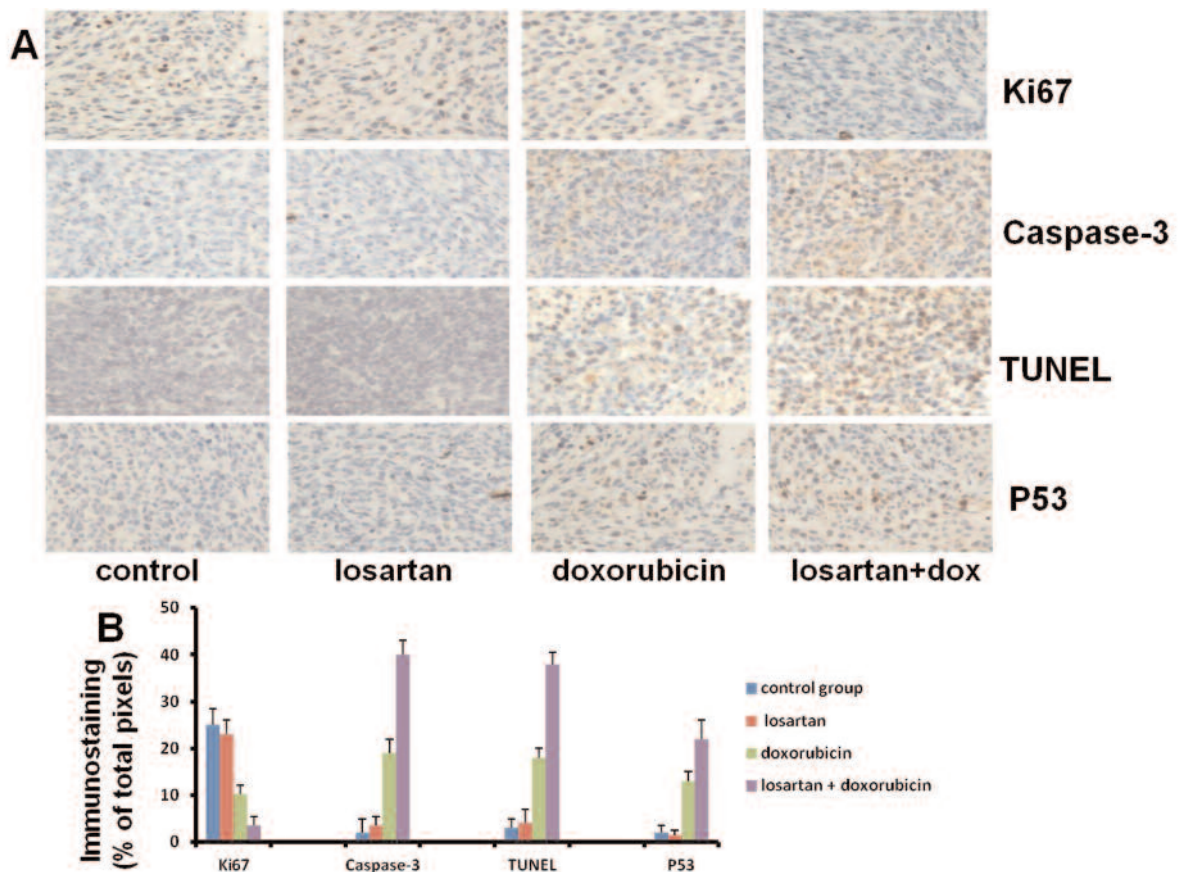 A
Ki67
Caspase-3
TUNEL
P53
control losartan doxorubicin losartan+dox
B
Immunostaining
(% of total pixels)
50
40
30
20
10
0
Ki67 Caspase-3 TUNEL P53
control group
losartan
doxorubicin
losartan + doxorubicin